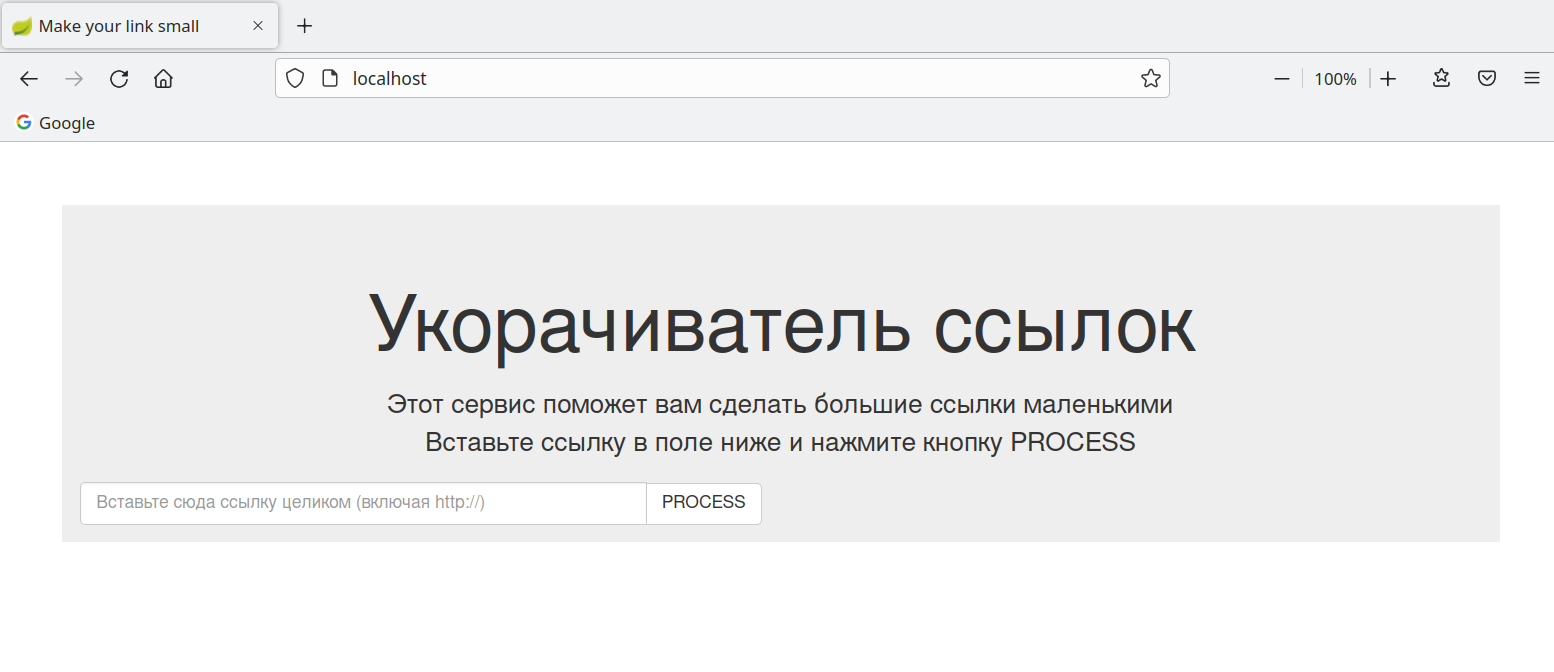 Make your link small
localhost
100%
Google
Укорачиватель ссылок
Этот сервис поможет вам сделать большие ссылки маленькими
Вставьте ссылку в поле ниже и нажмите кнопку PROCESS
Вставьте сюда ссылку целиком (включая http://)
PROCESS